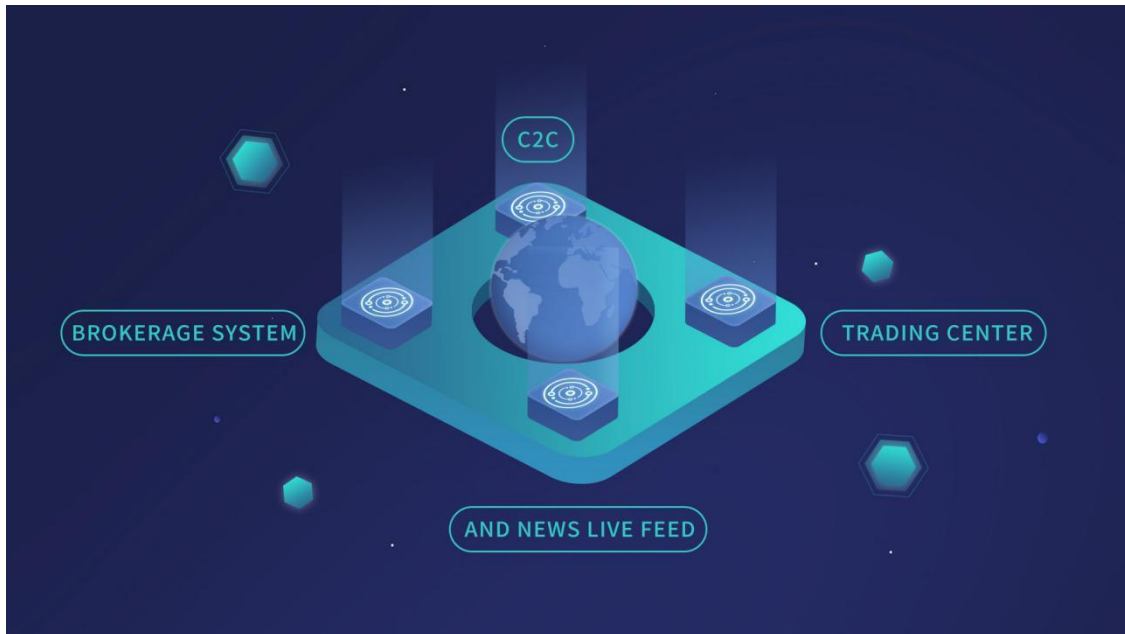 C2C
BROKERAGE SYSTEM
TRADING CENTER
AND NEWS LIVE FEED